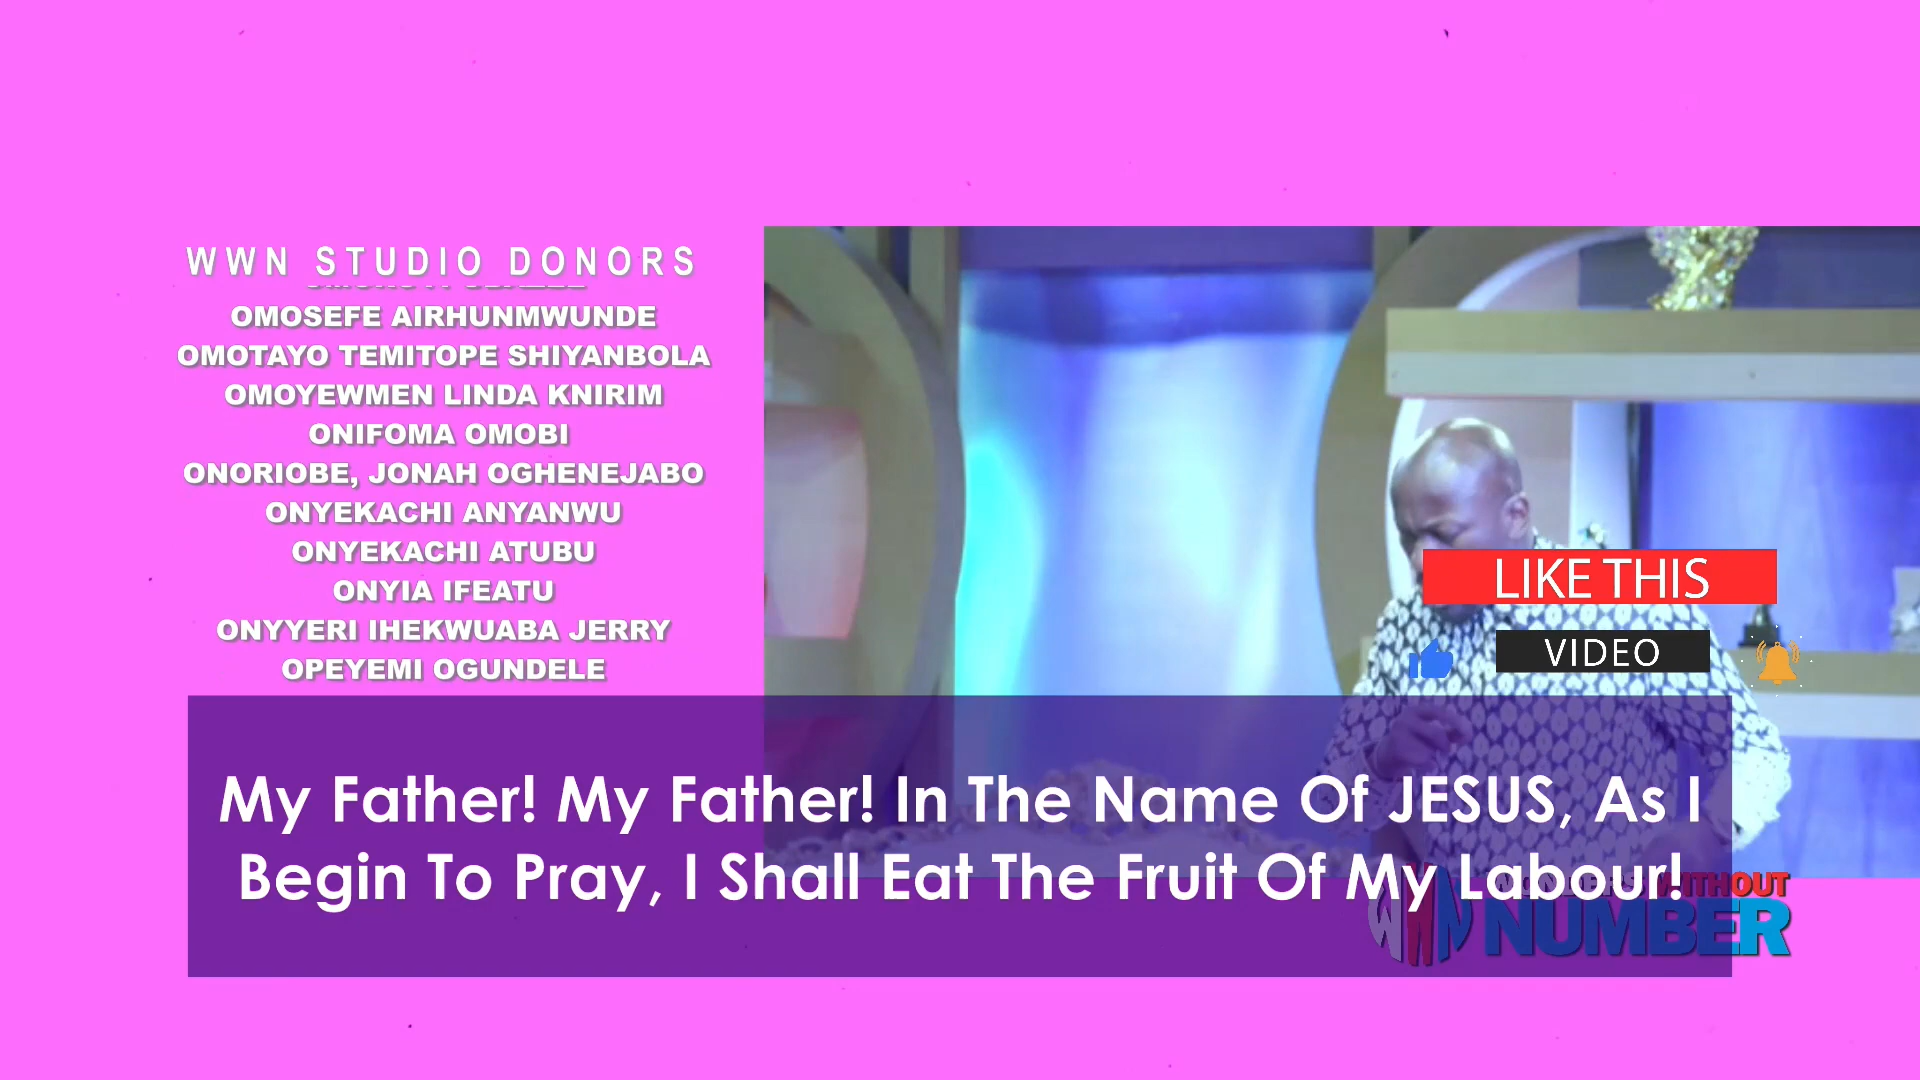 WWN STUDIO DONORS
OMOSEFE AIRHUNMWUNDE
OMOTAYO TEMITOPE SHIYANBOLA
OMOYEWMEN LINDA KNIRIM
ONIFOMA OMOBI
ONORIOBE, JONAH OGHENEJABO
ONYEKACHI ANYANWU
ONYEKACHI ATUBU
ONYIA IFEATU
ONYYERI IHEKWUABA JERRY
OPEYEMI OGUNDELE
LIKE THIS
VIDEO
My Father! My Father! In The Name Of JESUS, As I
Begin To Pray, I Shall Eat The Fruit Of My Labour!
WWN
WITHOUT
NUMBER